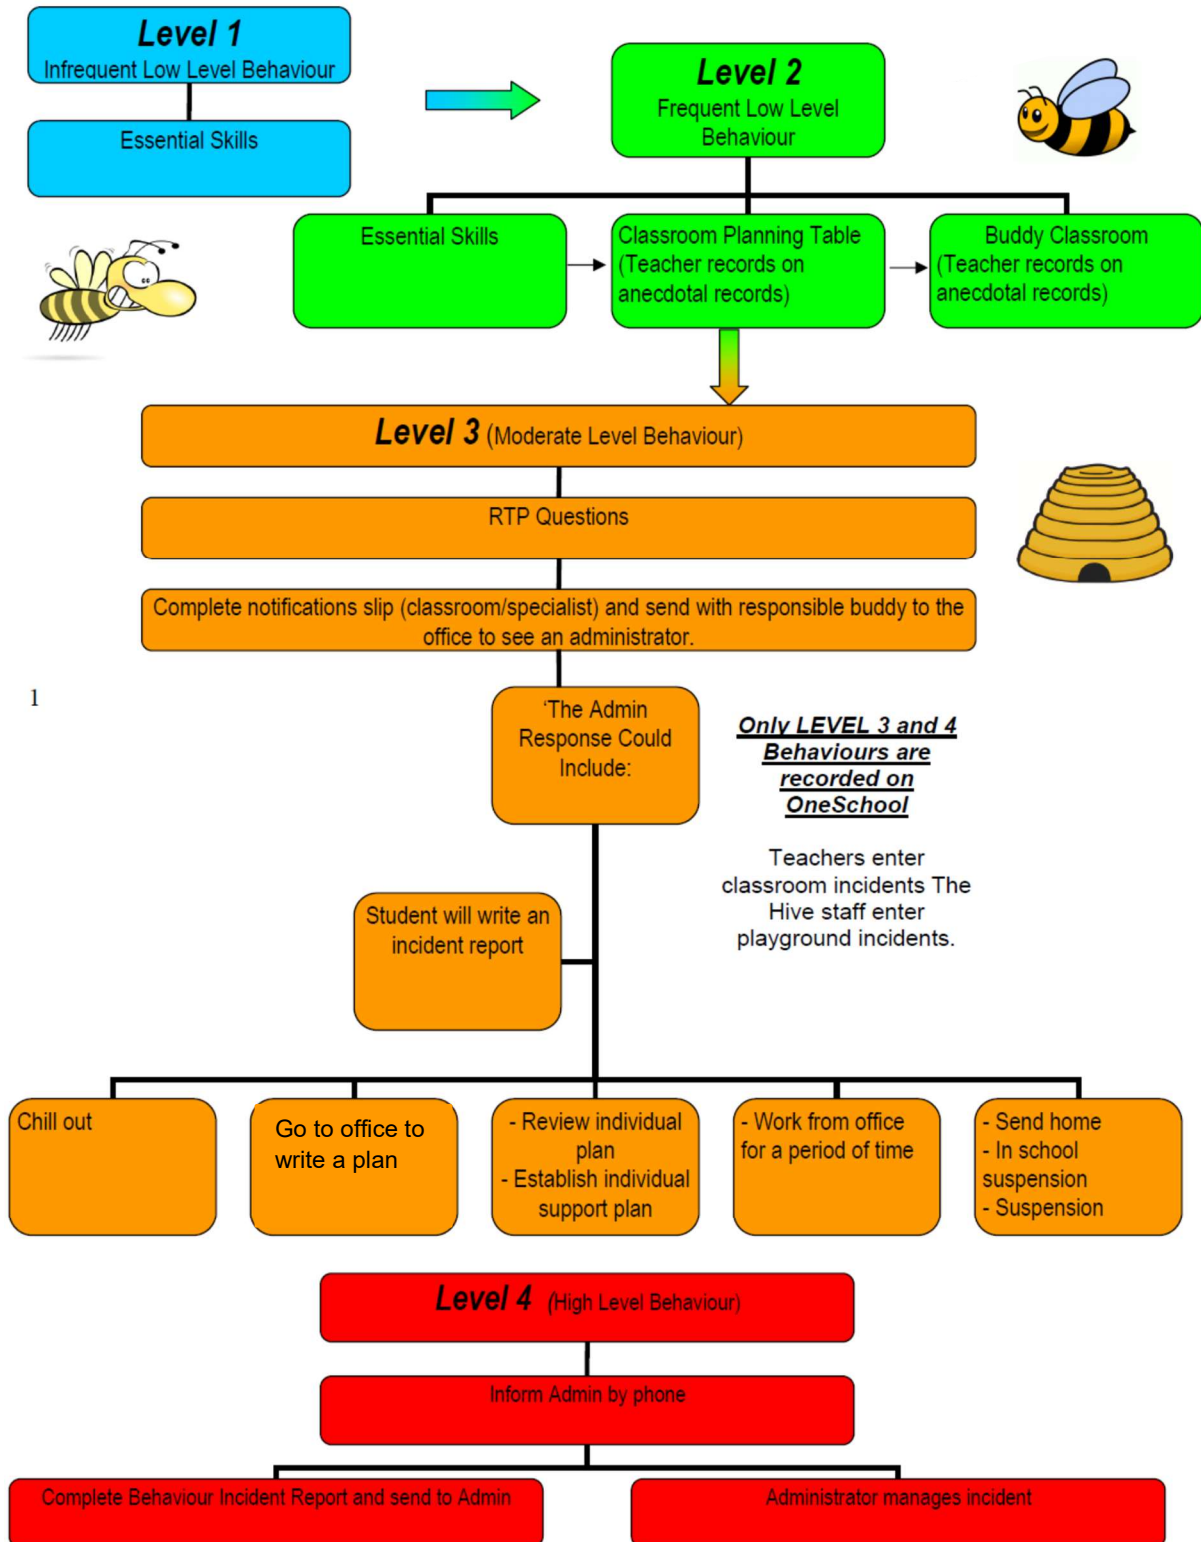 Level 1
Infrequent Low Level Behaviour
Essential Skills
Level 2
Frequent Low Level
Behaviour
Essential Skills
Classroom Planning Table
(Teacher records on
anecdotal records)
Buddy Classroom
(Teacher records on
anecdotal records)
Level 3 (Moderate Level Behaviour)
RTP Questions
Complete notifications slip (classroom/specialist) and send with responsible buddy to the
office to see an administrator.
1
‘The Admin
Response Could
Include:
Only LEVEL 3 and 4
Behaviours are
recorded on
OneSchool
Teachers enter
classroom incidents The
Hive staff enter
playground incidents.
Student will write an
incident report
Chill out
Go to office to
write a plan
- Review individual
plan
- Establish individual
support plan
- Work from office
for a period of time
- Send home
- In school
suspension
- Suspension
Level 4 (High Level Behaviour)
Inform Admin by phone
Complete Behaviour Incident Report and send to Admin
Administrator manages incident